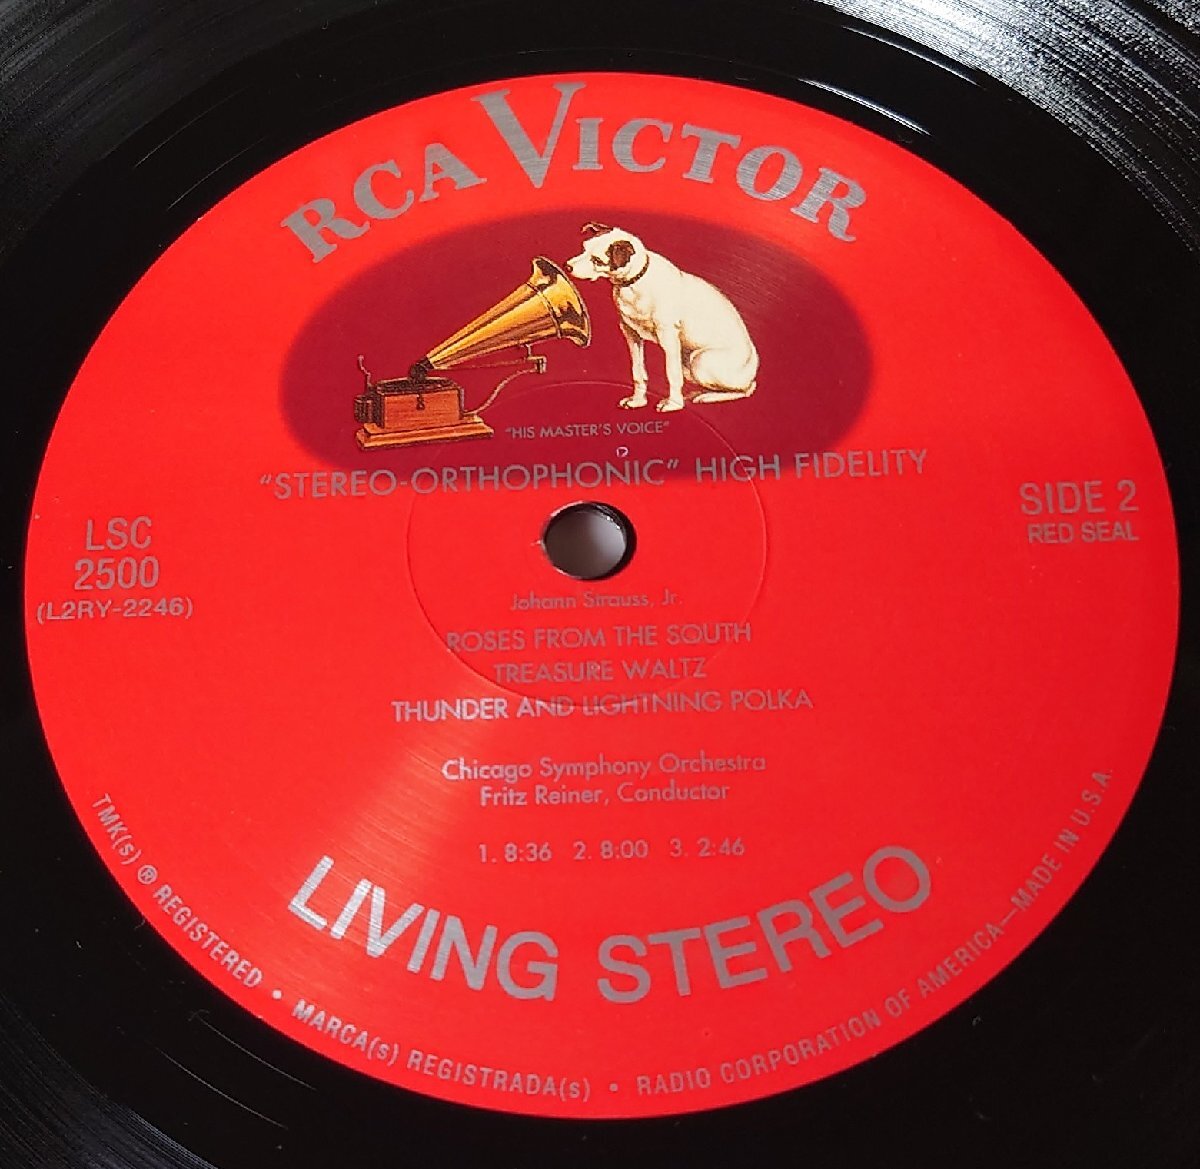 RCA VICTOR
"HIS MASTER'S VOICE"
"STEREO-ORTHOPHONIC" HIGH FIDELITY
LSC
2500
(L2RY-2246)
SIDE 2
RED SEAL
Johann Strauss, Jr.
ROSES FROM THE SOUTH
TREASURE WALTZ
THUNDER AND LIGHTNING POLKA
Chicago Symphony Orchestra
Fritz Reiner, Conductor
1. 8:36 2. 8:00 3. 2:46
LIVING STEREO
TMK(s) ® REGISTERED • MARCA(s) REGISTRADA(s) • RADIO CORPORATION OF AMERICA—MADE IN U.S.A.